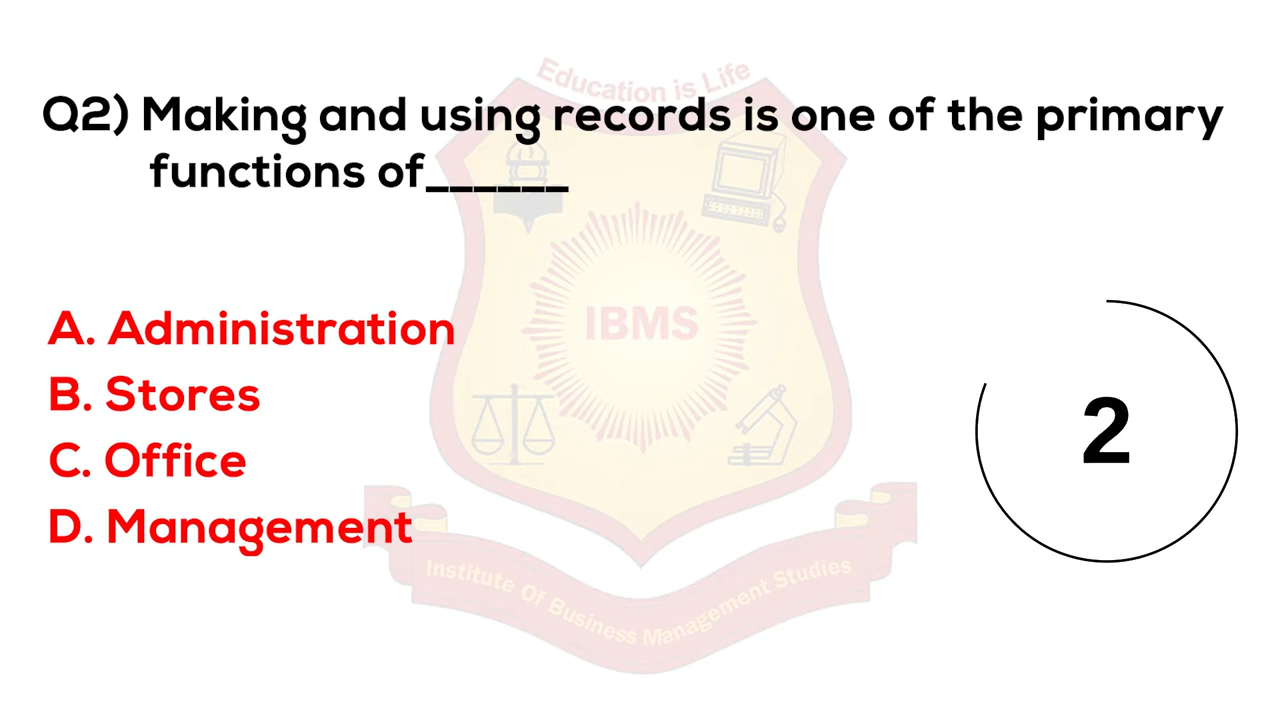 Education is Life
Q2) Making and using records is one of the primary
functions of______
IBMS
A. Administration
B. Stores
C. Office
D. Management
2
Institute Of Business Management Studies